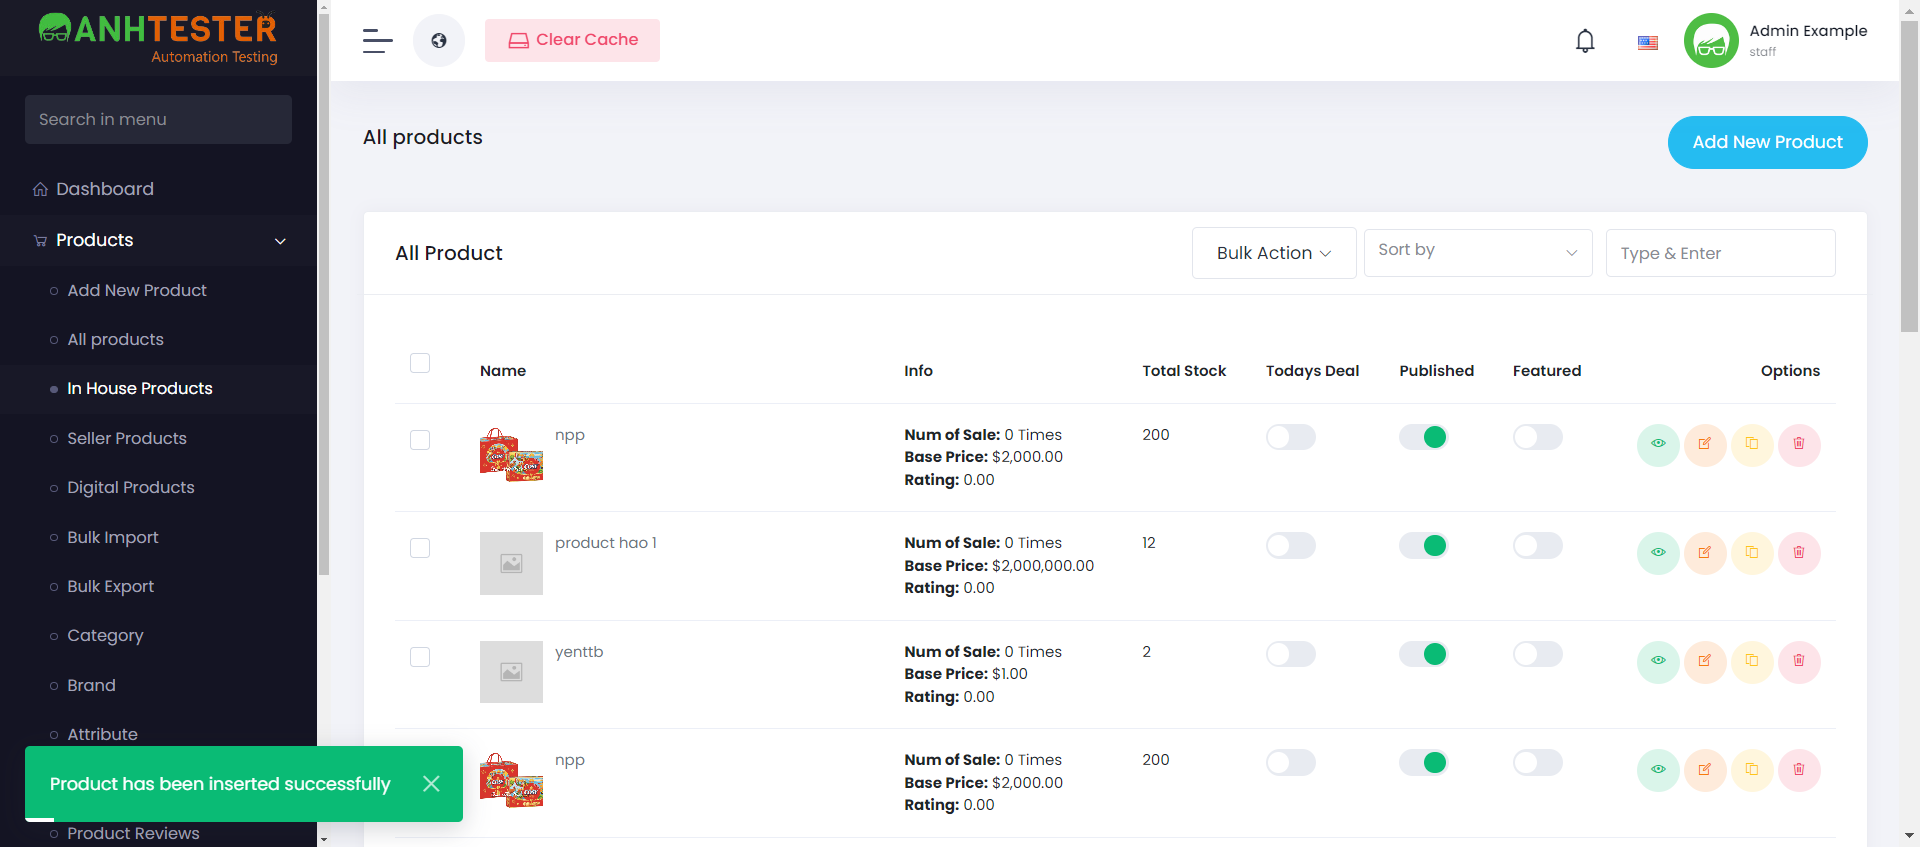 ANHTESTER
Automation Testing
Search in menu
Dashboard
Products
Add New Product
All products
In House Products
Seller Products
Digital Products
Bulk Import
Bulk Export
Category
Brand
Attribute
Product Reviews
Product has been inserted successfully
Clear Cache
Admin Example
staff
All products
Add New Product
All Product
Bulk Action
Sort by
Type & Enter
Name Info Total Stock Todays Deal Published Featured Options
npp
Num of Sale: 0 Times
Base Price: $2,000.00
Rating: 0.00
200
product hao 1
Num of Sale: 0 Times
Base Price: $2,000,000.00
Rating: 0.00
12
yenttb
Num of Sale: 0 Times
Base Price: $1.00
Rating: 0.00
2
npp
Num of Sale: 0 Times
Base Price: $2,000.00
Rating: 0.00
200